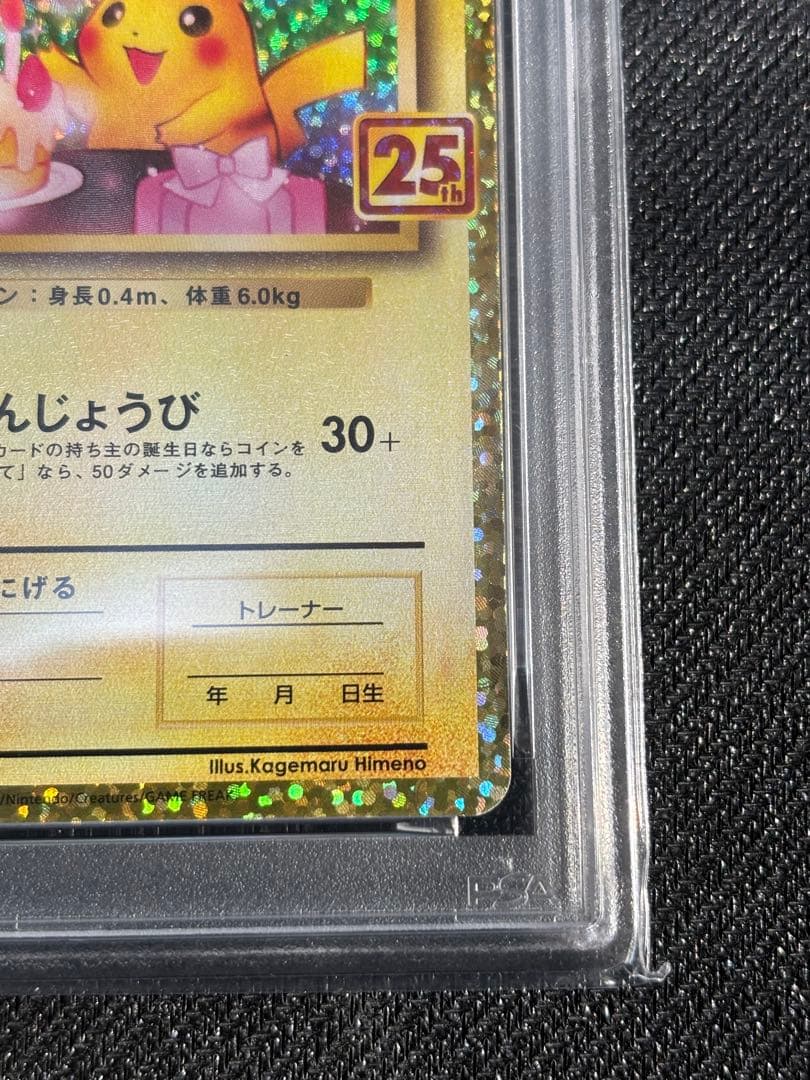 25th
ン：身長0.4m、体重6.0kg
んじょうび
30+
カードの持ち主の誕生日ならコインを
て」なら、50ダメージを追加する。
にげる
トレーナー
年 月 日生
Illus.Kagemaru Himeno
/Nintendo/Creatures/GAME FREAK
PSA